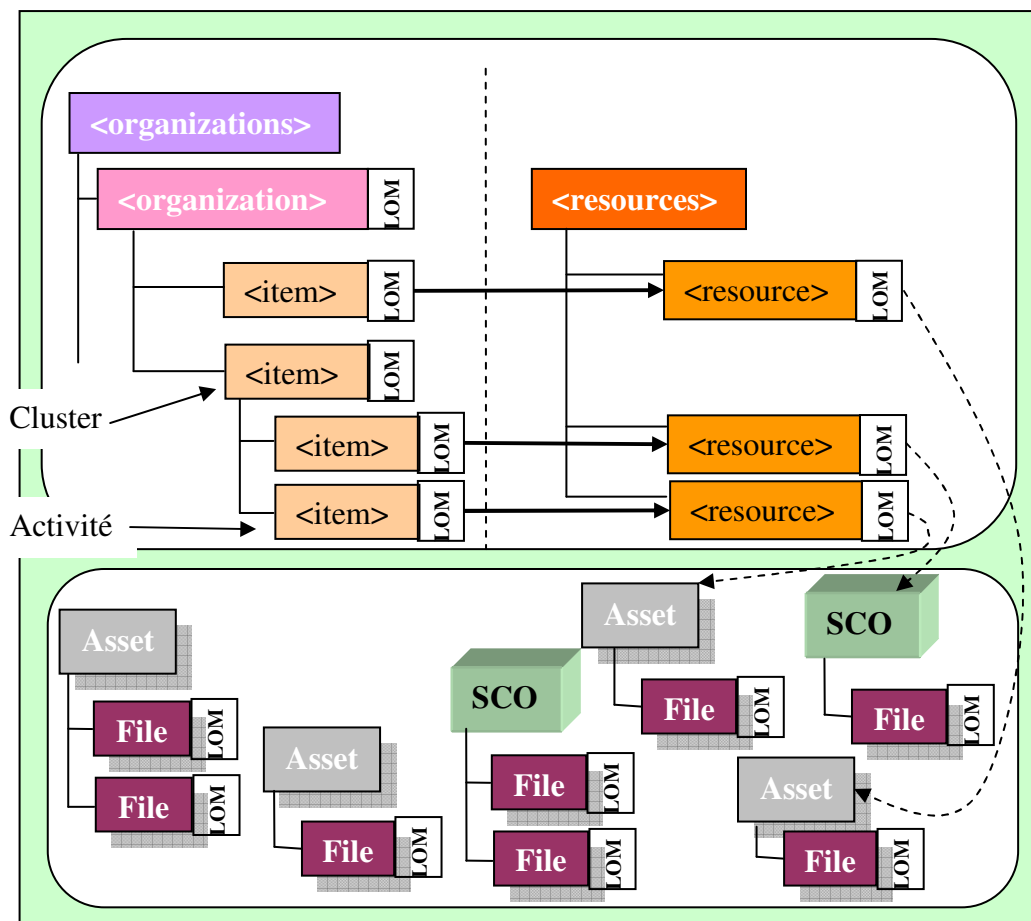 <organizations>
<organization> LOM
<resources>
<item> LOM
<resource> LOM
<item> LOM
Cluster
<item> LOM
<resource> LOM
Activité
<item> LOM
<resource> LOM
Asset
File LOM
File LOM
Asset
File LOM
SCO
File LOM
File LOM
Asset
File LOM
SCO
File LOM
Asset
File LOM